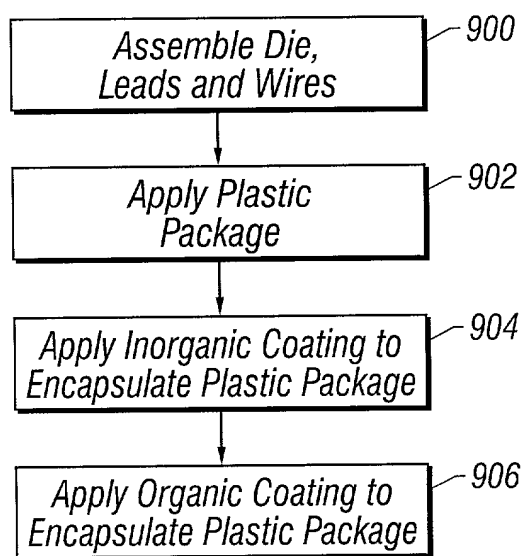 Assemble Die,
Leads and Wires
900
Apply Plastic
Package
902
Apply Inorganic Coating to
Encapsulate Plastic Package
904
Apply Organic Coating to
Encapsulate Plastic Package
906